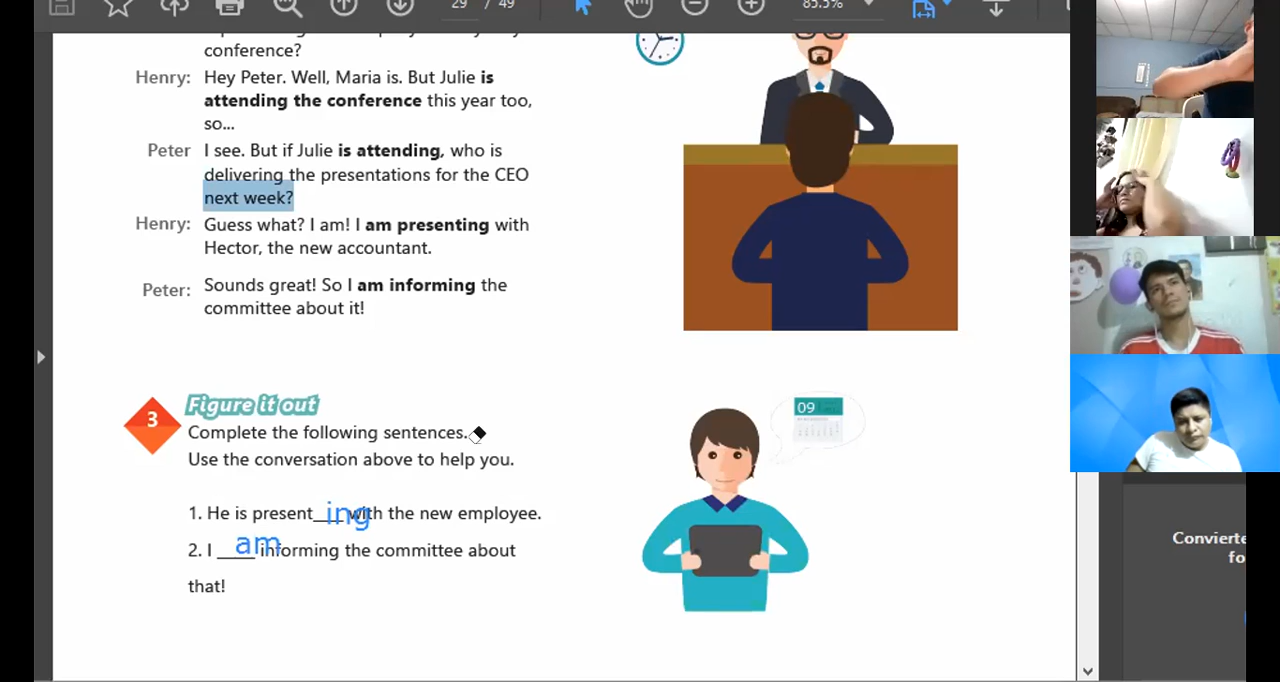 29 / 49
85.5%
conference?
Henry: Hey Peter. Well, Maria is. But Julie is
attending the conference this year too,
so...
Peter I see. But if Julie is attending, who is
delivering the presentations for the CEO
next week?
Henry: Guess what? I am! I am presenting with
Hector, the new accountant.
Peter: Sounds great! So I am informing the
committee about it!
3 Figure it out
Complete the following sentences.
Use the conversation above to help you.
1. He is present___ing with the new employee.
2. I ____am informing the committee about
that!
09
Convierte
fo